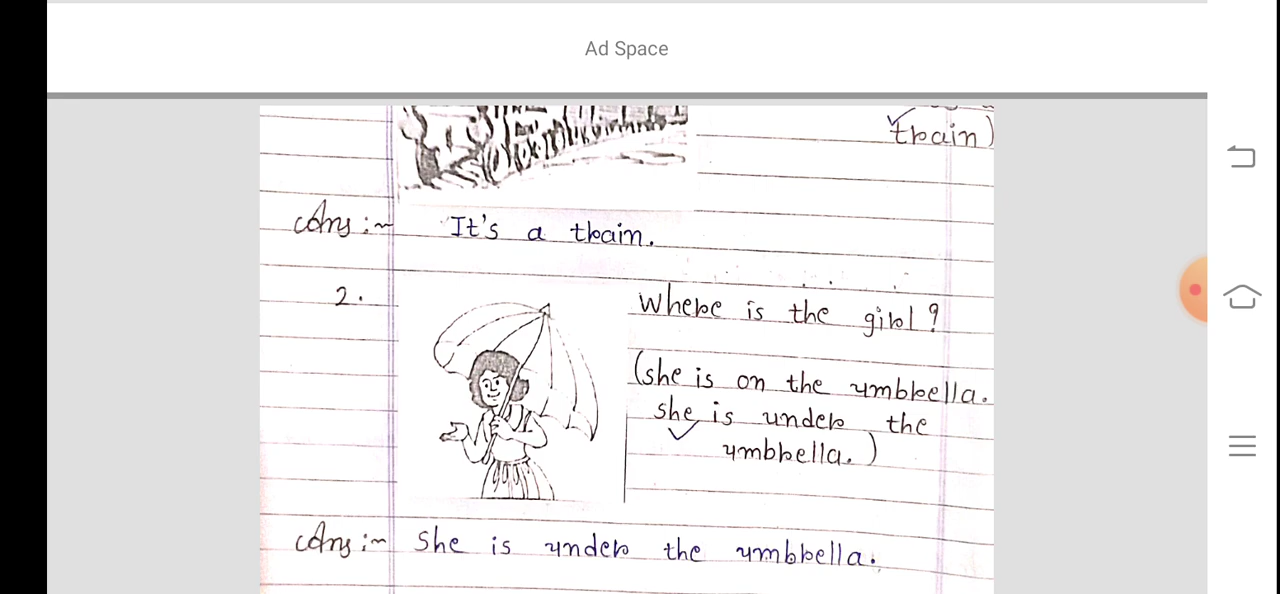 Ad Space
train)
Ans :~ It's a train.
2.
Where is the girl?
(she is on the umbrella.
she is under the
umbrella.)
Ans :~ She is under the umbrella.